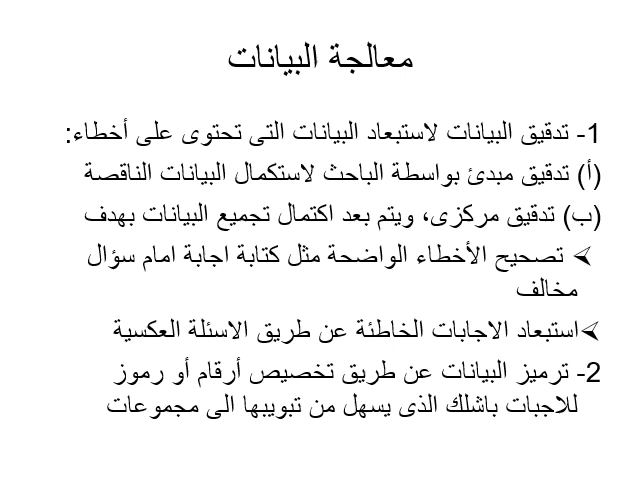 معالجة البيانات
1- تدقيق البيانات لاستبعاد البيانات التى تحتوى على أخطاء:
(أ) تدقيق مبدئ بواسطة الباحث لاستكمال البيانات الناقصة
(ب) تدقيق مركزى، ويتم بعد اكتمال تجميع البيانات بهدف
⮚ تصحيح الأخطاء الواضحة مثل كتابة اجابة امام سؤال
مخالف
⮚استبعاد الاجابات الخاطئة عن طريق الاسئلة العكسية
2- ترميز البيانات عن طريق تخصيص أرقام أو رموز
للاجبات باشلك الذى يسهل من تبويبها الى مجموعات